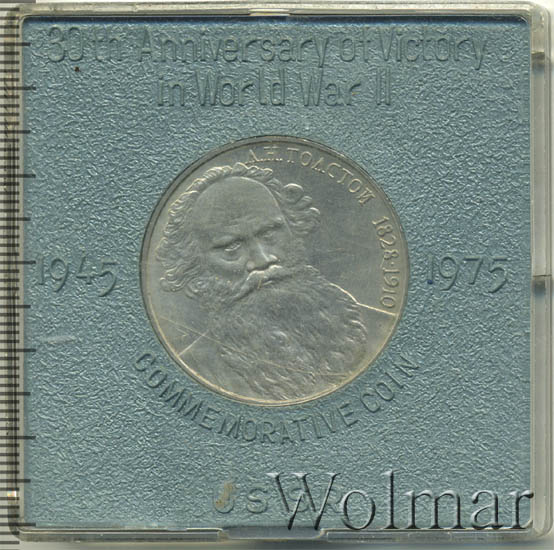 30th Anniversary of Victory
in World War II
Л.Н. ТОЛСТОЙ 1828-1910
1945
1975
COMMEMORATIVE COIN
Wolmar